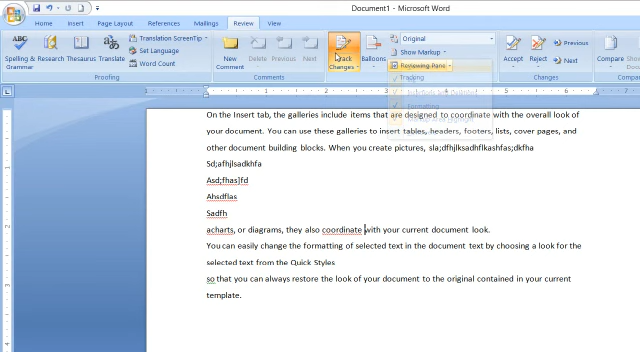 Document1 - Microsoft Word
Home Insert Page Layout References Mailings Review View
ABC Spelling & Grammar
Research
Thesaurus
Translate
Translation ScreenTip
Set Language
Word Count
Proofing
New Comment
Delete
Previous
Next
Comments
Track Changes
Balloons
Original
Show Markup
Reviewing Pane
Tracking
Formatting
Accept
Reject
Previous
Next
Changes
Compare
On the Insert tab, the galleries include items that are designed to coordinate with the overall look of
your document. You can use these galleries to insert tables, headers, footers, lists, cover pages, and
other document building blocks. When you create pictures, sla;dfhjlksadhflkashfas;dkfha
Sd;afhjlsadkhfa
Asd;fhas]fd
Ahsdflas
Sadfh
acharts, or diagrams, they also coordinate with your current document look.
You can easily change the formatting of selected text in the document text by choosing a look for the
selected text from the Quick Styles
so that you can always restore the look of your document to the original contained in your current
template.